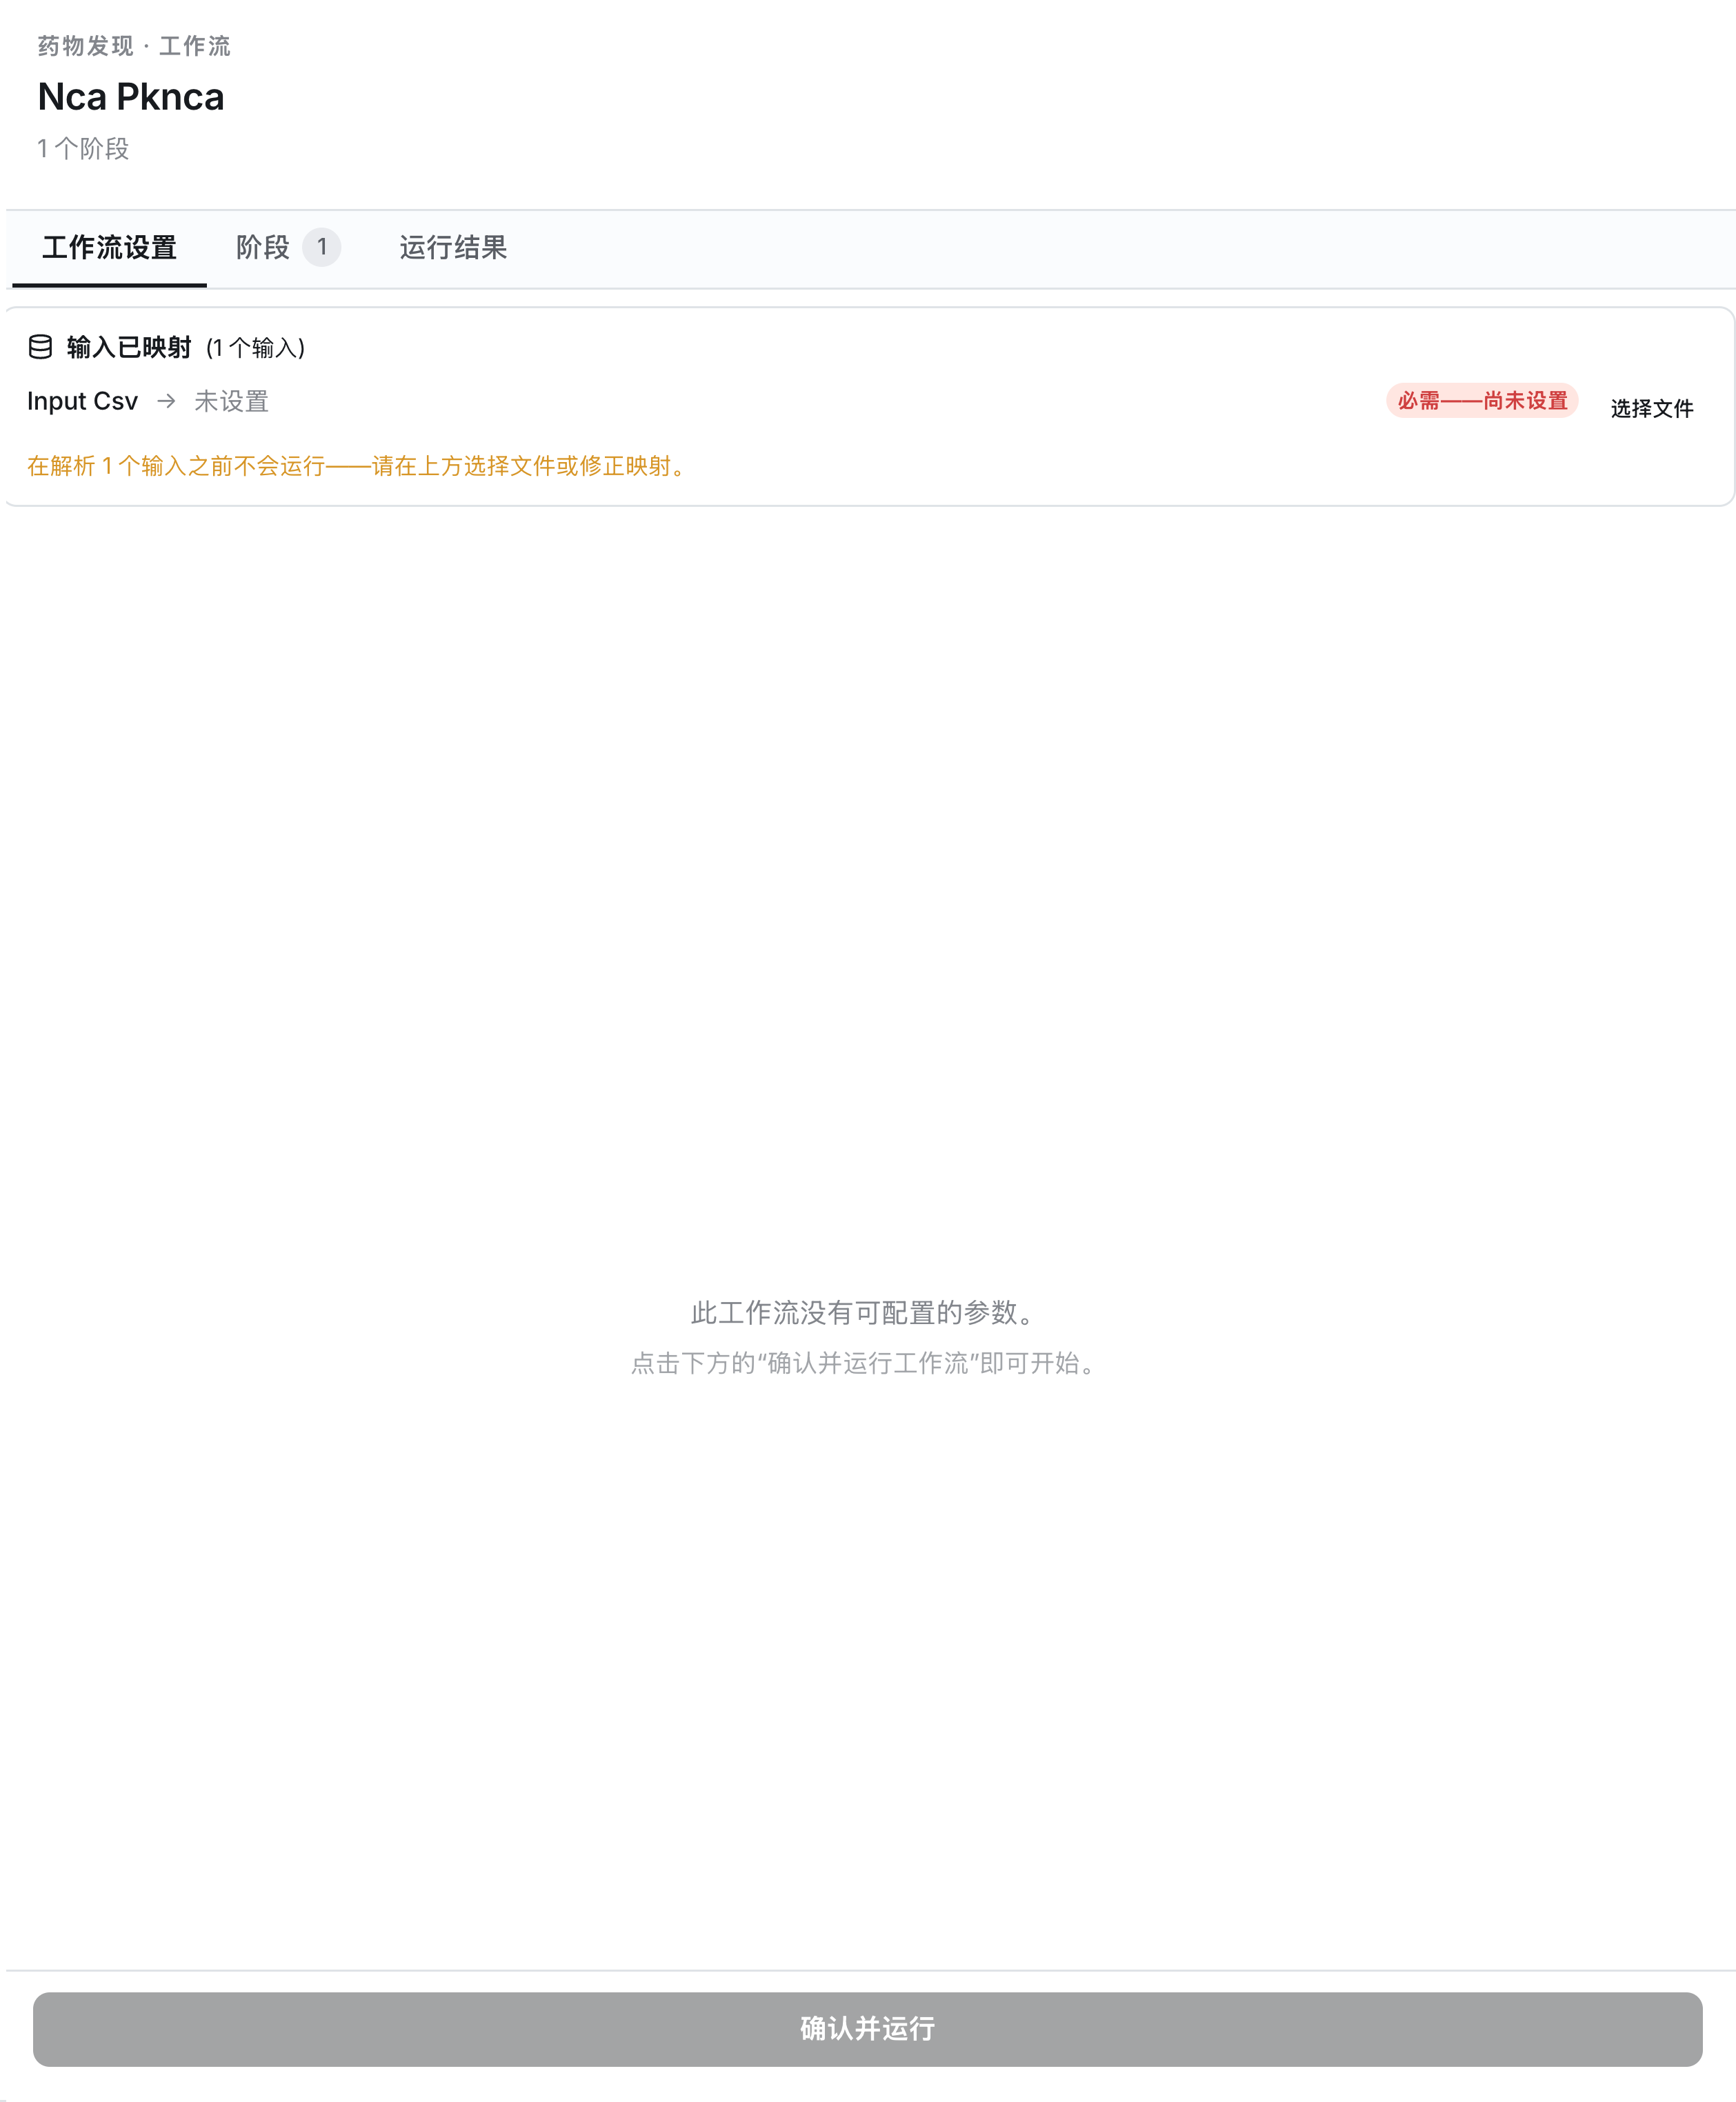 药物发现 · 工作流
Nca Pknca
1 个阶段
工作流设置 阶段 1 运行结果
输入已映射 (1 个输入)
Input Csv → 未设置 必需——尚未设置 选择文件
在解析 1 个输入之前不会运行——请在上方选择文件或修正映射。
此工作流没有可配置的参数。
点击下方的“确认并运行工作流”即可开始。
确认并运行